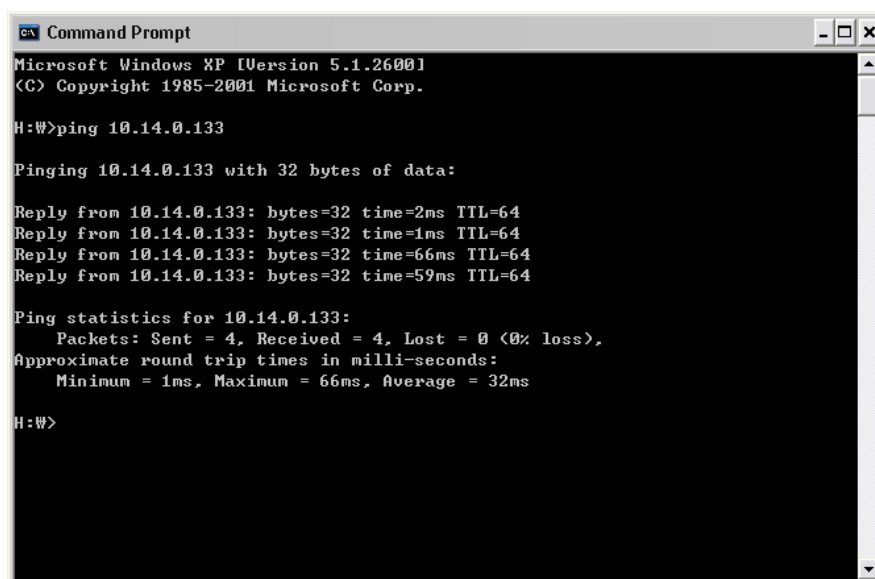 Command Prompt
Microsoft Windows XP [Version 5.1.2600]
(C) Copyright 1985-2001 Microsoft Corp.
H:₩>ping 10.14.0.133
Pinging 10.14.0.133 with 32 bytes of data:
Reply from 10.14.0.133: bytes=32 time=2ms TTL=64
Reply from 10.14.0.133: bytes=32 time=1ms TTL=64
Reply from 10.14.0.133: bytes=32 time=66ms TTL=64
Reply from 10.14.0.133: bytes=32 time=59ms TTL=64
Ping statistics for 10.14.0.133:
Packets: Sent = 4, Received = 4, Lost = 0 (0% loss),
Approximate round trip times in milli-seconds:
Minimum = 1ms, Maximum = 66ms, Average = 32ms
H:₩>